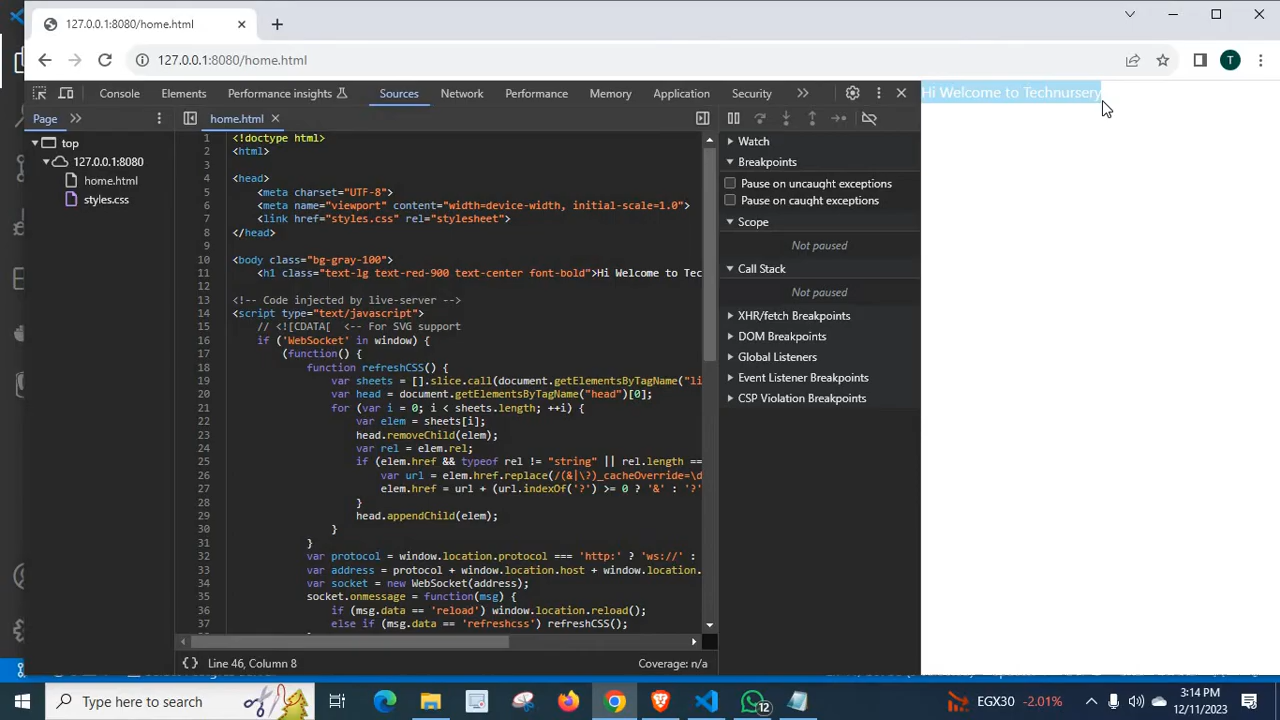 127.0.0.1:8080/home.html
127.0.0.1:8080/home.html
T
Console Elements Performance insights Sources Network Performance Memory Application Security
Hi Welcome to Technursery
Page
home.html
top
127.0.0.1:8080
home.html
styles.css
1 <!doctype html>
2 <html>
3
4 <head>
5 <meta charset="UTF-8">
6 <meta name="viewport" content="width=device-width, initial-scale=1.0">
7 <link href="styles.css" rel="stylesheet">
8 </head>
9
10 <body class="bg-gray-100">
11 <h1 class="text-lg text-red-900 text-center font-bold">Hi Welcome to Tec
12
13 <!-- Code injected by live-server -->
14 <script type="text/javascript">
15 // <![CDATA[ <-- For SVG support
16 if ('WebSocket' in window) {
17 (function() {
18 function refreshCSS() {
19 var sheets = [].slice.call(document.getElementsByTagName("li
20 var head = document.getElementsByTagName("head")[0];
21 for (var i = 0; i < sheets.length; ++i) {
22 var elem = sheets[i];
23 head.removeChild(elem);
24 var rel = elem.rel;
25 if (elem.href && typeof rel != "string" || rel.length ==
26 var url = elem.href.replace(/(&|\?)_cacheOverride=\d
27 elem.href = url + (url.indexOf('?') >= 0 ? '&' : '?'
28 }
29 head.appendChild(elem);
30 }
31 }
32 var protocol = window.location.protocol === 'http:' ? 'ws://' :
33 var address = protocol + window.location.host + window.location.
34 var socket = new WebSocket(address);
35 socket.onmessage = function(msg) {
36 if (msg.data == 'reload') window.location.reload();
37 else if (msg.data == 'refreshcss') refreshCSS();
Watch
Breakpoints
Pause on uncaught exceptions
Pause on caught exceptions
Scope
Not paused
Call Stack
Not paused
XHR/fetch Breakpoints
DOM Breakpoints
Global Listeners
Event Listener Breakpoints
CSP Violation Breakpoints
{} Line 46, Column 8 Coverage: n/a
Type here to search
12
EGX30 -2.01%
3:14 PM
12/11/2023